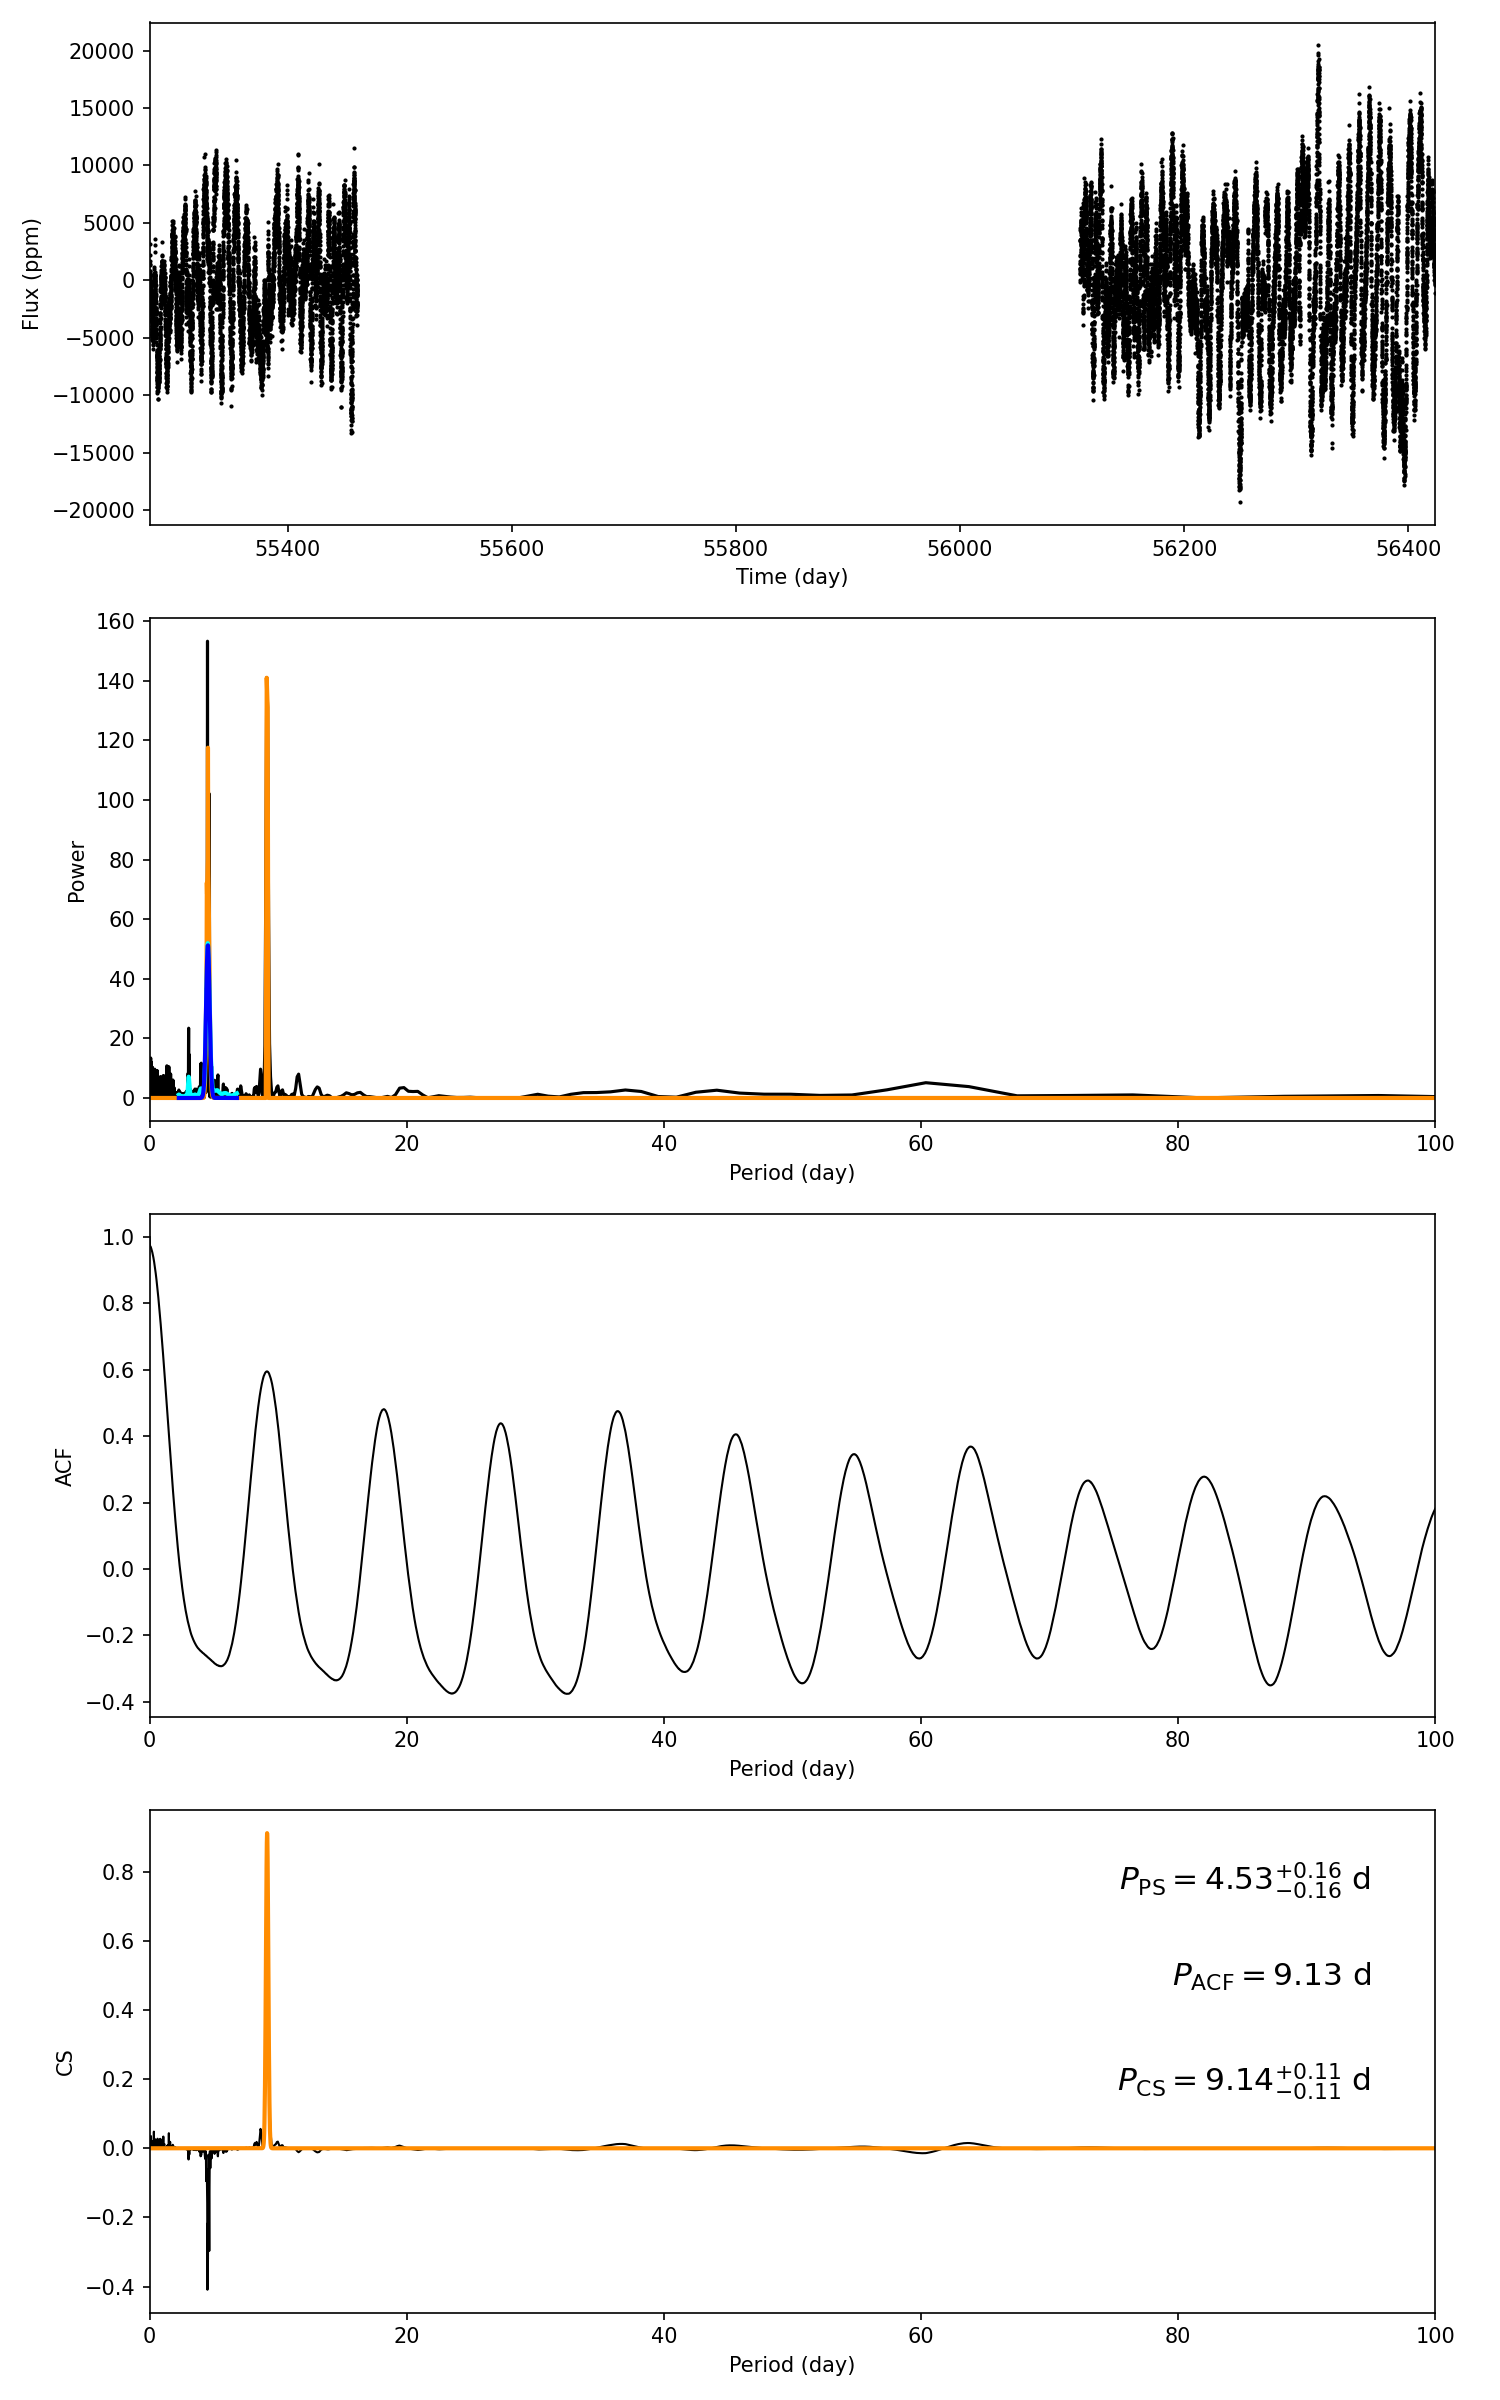 20000
15000
10000
5000
0
−5000
−10000
−15000
−20000
Flux (ppm)
55400 55600 55800 56000 56200 56400
Time (day)
160
140
120
100
80
60
40
20
0
Power
0 20 40 60 80 100
Period (day)
1.0
0.8
0.6
0.4
0.2
0.0
−0.2
−0.4
ACF
0 20 40 60 80 100
Period (day)
0.8
0.6
0.4
0.2
0.0
−0.2
−0.4
CS
P_PS = 4.53 +0.16 −0.16 d
P_ACF = 9.13 d
P_CS = 9.14 +0.11 −0.11 d
0 20 40 60 80 100
Period (day)